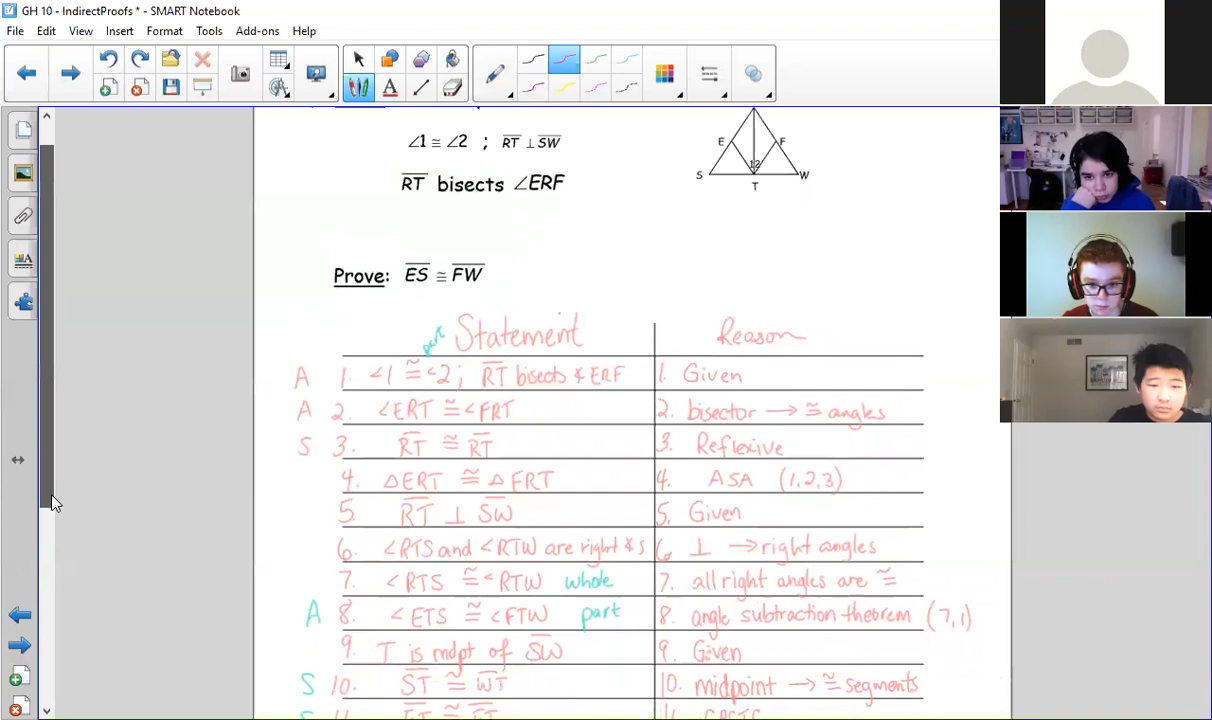 GH 10 - IndirectProofs * - SMART Notebook
File Edit View Insert Format Tools Add-ons Help
∠1 ≅ ∠2 ; RT ⊥ SW
RT bisects ∠ERF
E F
12
S W
T
Prove: ES ≅ FW
part Statement Reason
A 1. ∠1 ≅ ∠2 ; RT bisects ∡ ERF 1. Given
A 2. ∠ERT ≅ ∠FRT 2. bisector → ≅ angles
S 3. RT ≅ RT 3. Reflexive
4. △ERT ≅ △FRT 4. ASA (1,2,3)
5. RT ⊥ SW 5. Given
6. ∠RTS and ∠RTW are right ∡s 6. ⊥ → right angles
7. ∠RTS ≅ ∠RTW whole 7. all right angles are ≅
A 8. ∠ETS ≅ ∠FTW part 8. angle subtraction theorem (7,1)
9. T is mdpt of SW 9. Given
S 10. ST ≅ WT 10. midpoint → ≅ segments